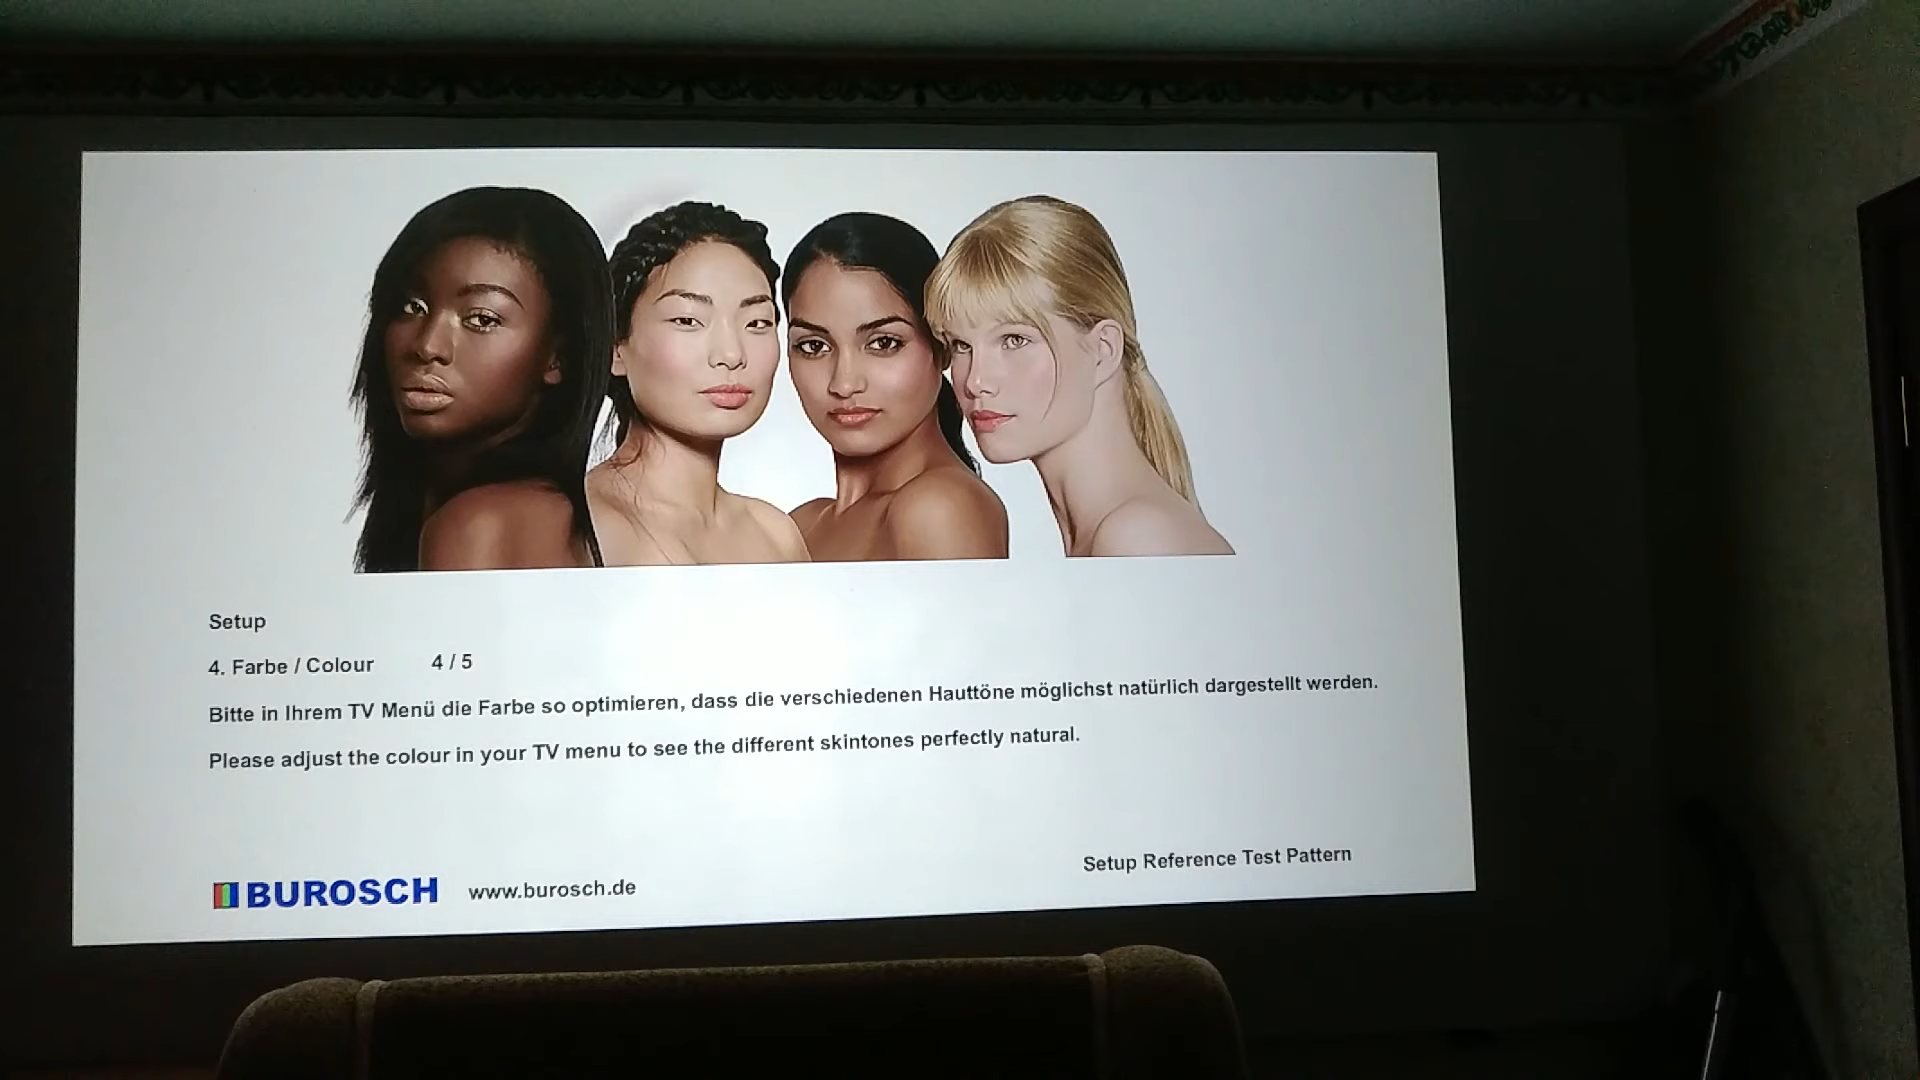 Setup
4. Farbe / Colour 4 / 5
Bitte in Ihrem TV Menü die Farbe so optimieren, dass die verschiedenen Hauttöne möglichst natürlich dargestellt werden.
Please adjust the colour in your TV menu to see the different skintones perfectly natural.
Setup Reference Test Pattern
BUROSCH www.burosch.de